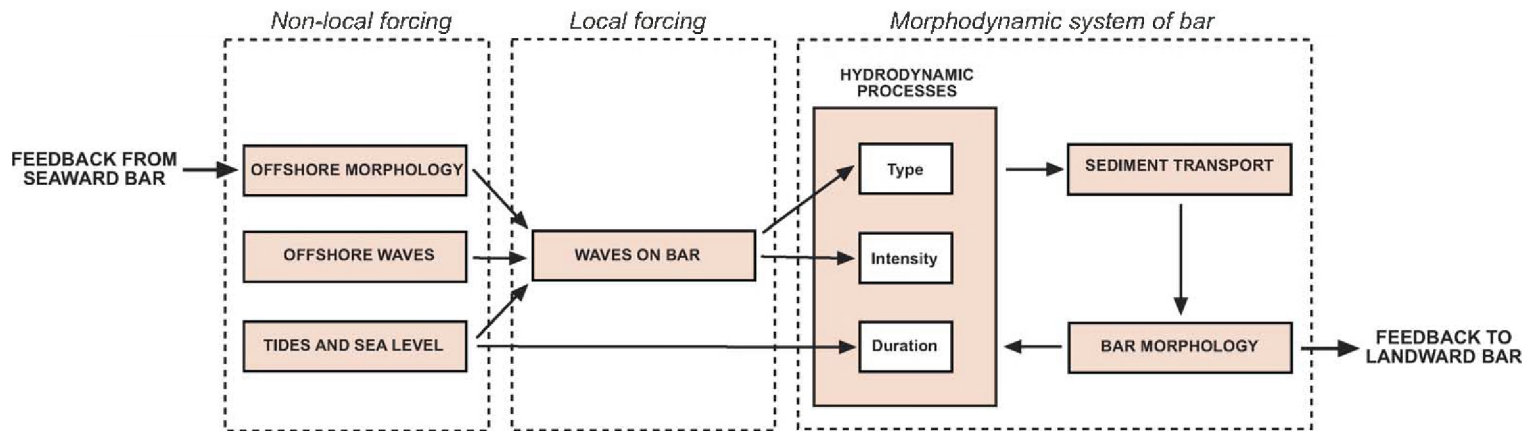 Non-local forcing
Local forcing
Morphodynamic system of bar
HYDRODYNAMIC
PROCESSES
FEEDBACK FROM
SEAWARD BAR
OFFSHORE MORPHOLOGY
Type
SEDIMENT TRANSPORT
OFFSHORE WAVES
WAVES ON BAR
Intensity
TIDES AND SEA LEVEL
Duration
BAR MORPHOLOGY
FEEDBACK TO
LANDWARD BAR